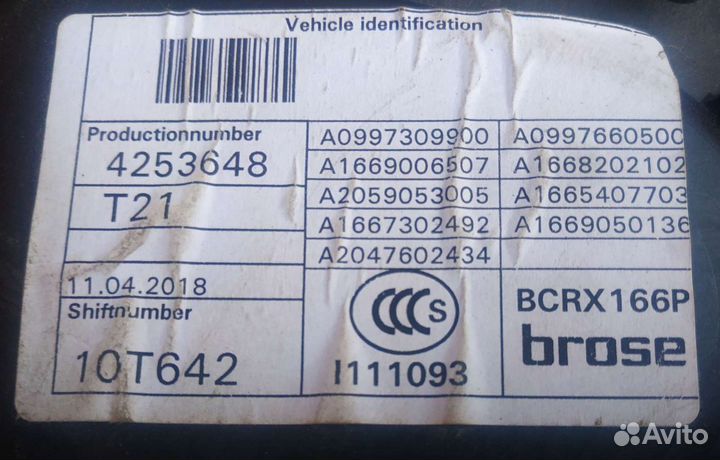 Vehicle identification
Productionnumber
4253648
T21
11.04.2018
Shiftnumber
10T642
A0997309900 A0997660500
A1669006507 A1668202102
A2059053005 A1665407703
A1667302492 A1669050136
A2047602434
CCC S
I111093
BCRX166P
brose
Avito